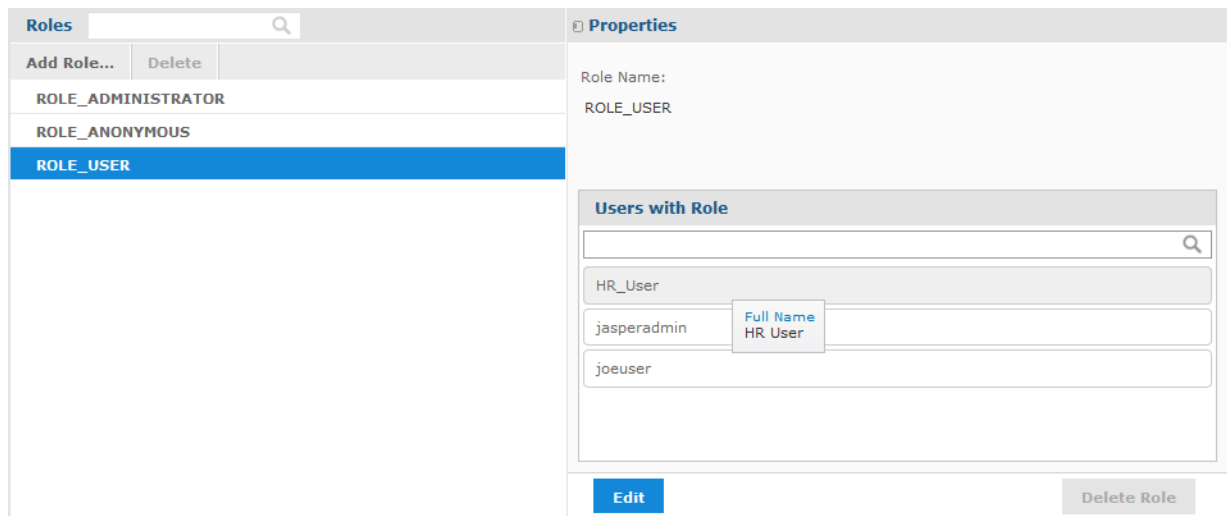 Roles
Add Role... Delete
ROLE_ADMINISTRATOR
ROLE_ANONYMOUS
ROLE_USER
Properties
Role Name:
ROLE_USER
Users with Role
HR_User
jasperadmin
Full Name
HR User
joeuser
Edit Delete Role